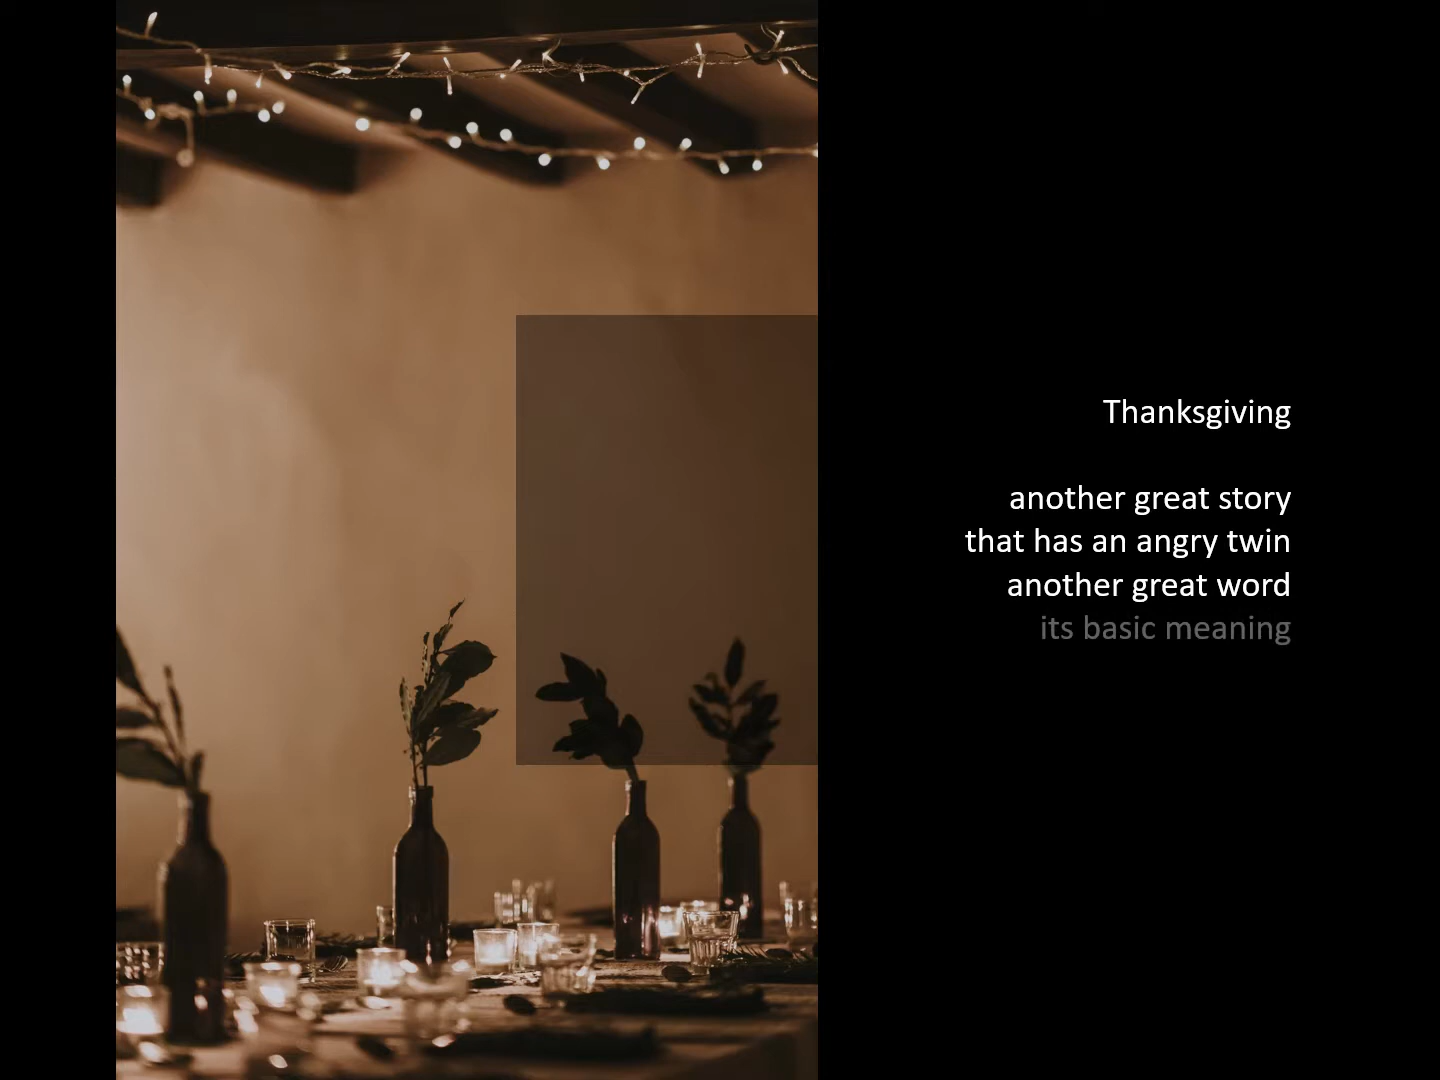 Thanksgiving
another great story
that has an angry twin
another great word
its basic meaning